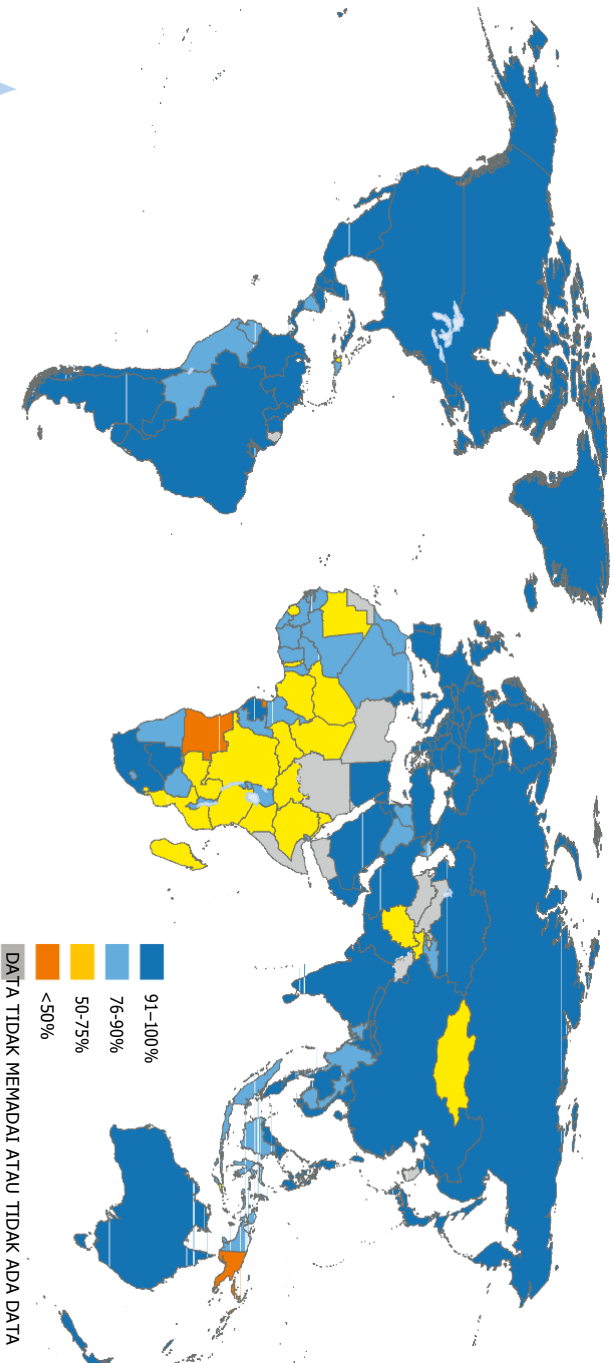 91–100%
76-90%
50-75%
<50%
DATA TIDAK MEMADAI ATAU TIDAK ADA DATA